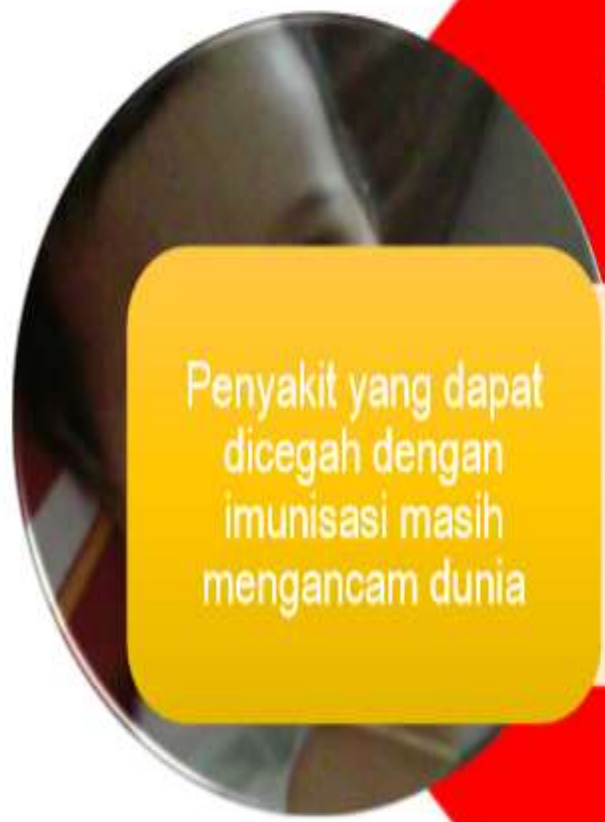 Penyakit yang dapat
dicegah dengan
imunisasi masih
mengancam dunia